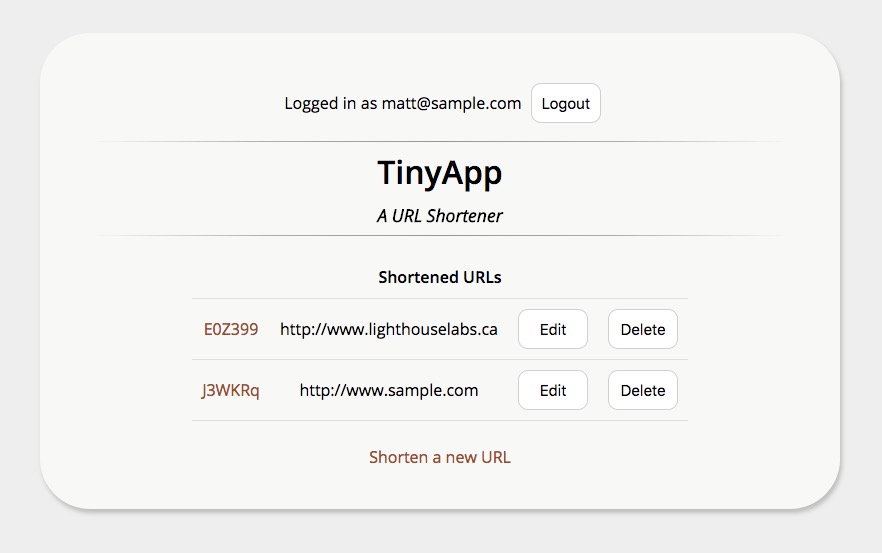 Logged in as matt@sample.com Logout
TinyApp
A URL Shortener
Shortened URLs
E0Z399 http://www.lighthouselabs.ca Edit Delete
J3WKRq http://www.sample.com Edit Delete
Shorten a new URL